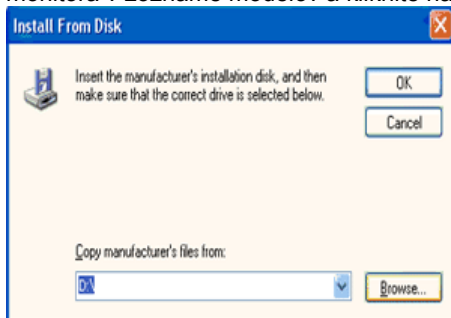 Install From Disk
Insert the manufacturer's installation disk, and then
make sure that the correct drive is selected below.
OK
Cancel
Copy manufacturer's files from:
D:\
Browse...